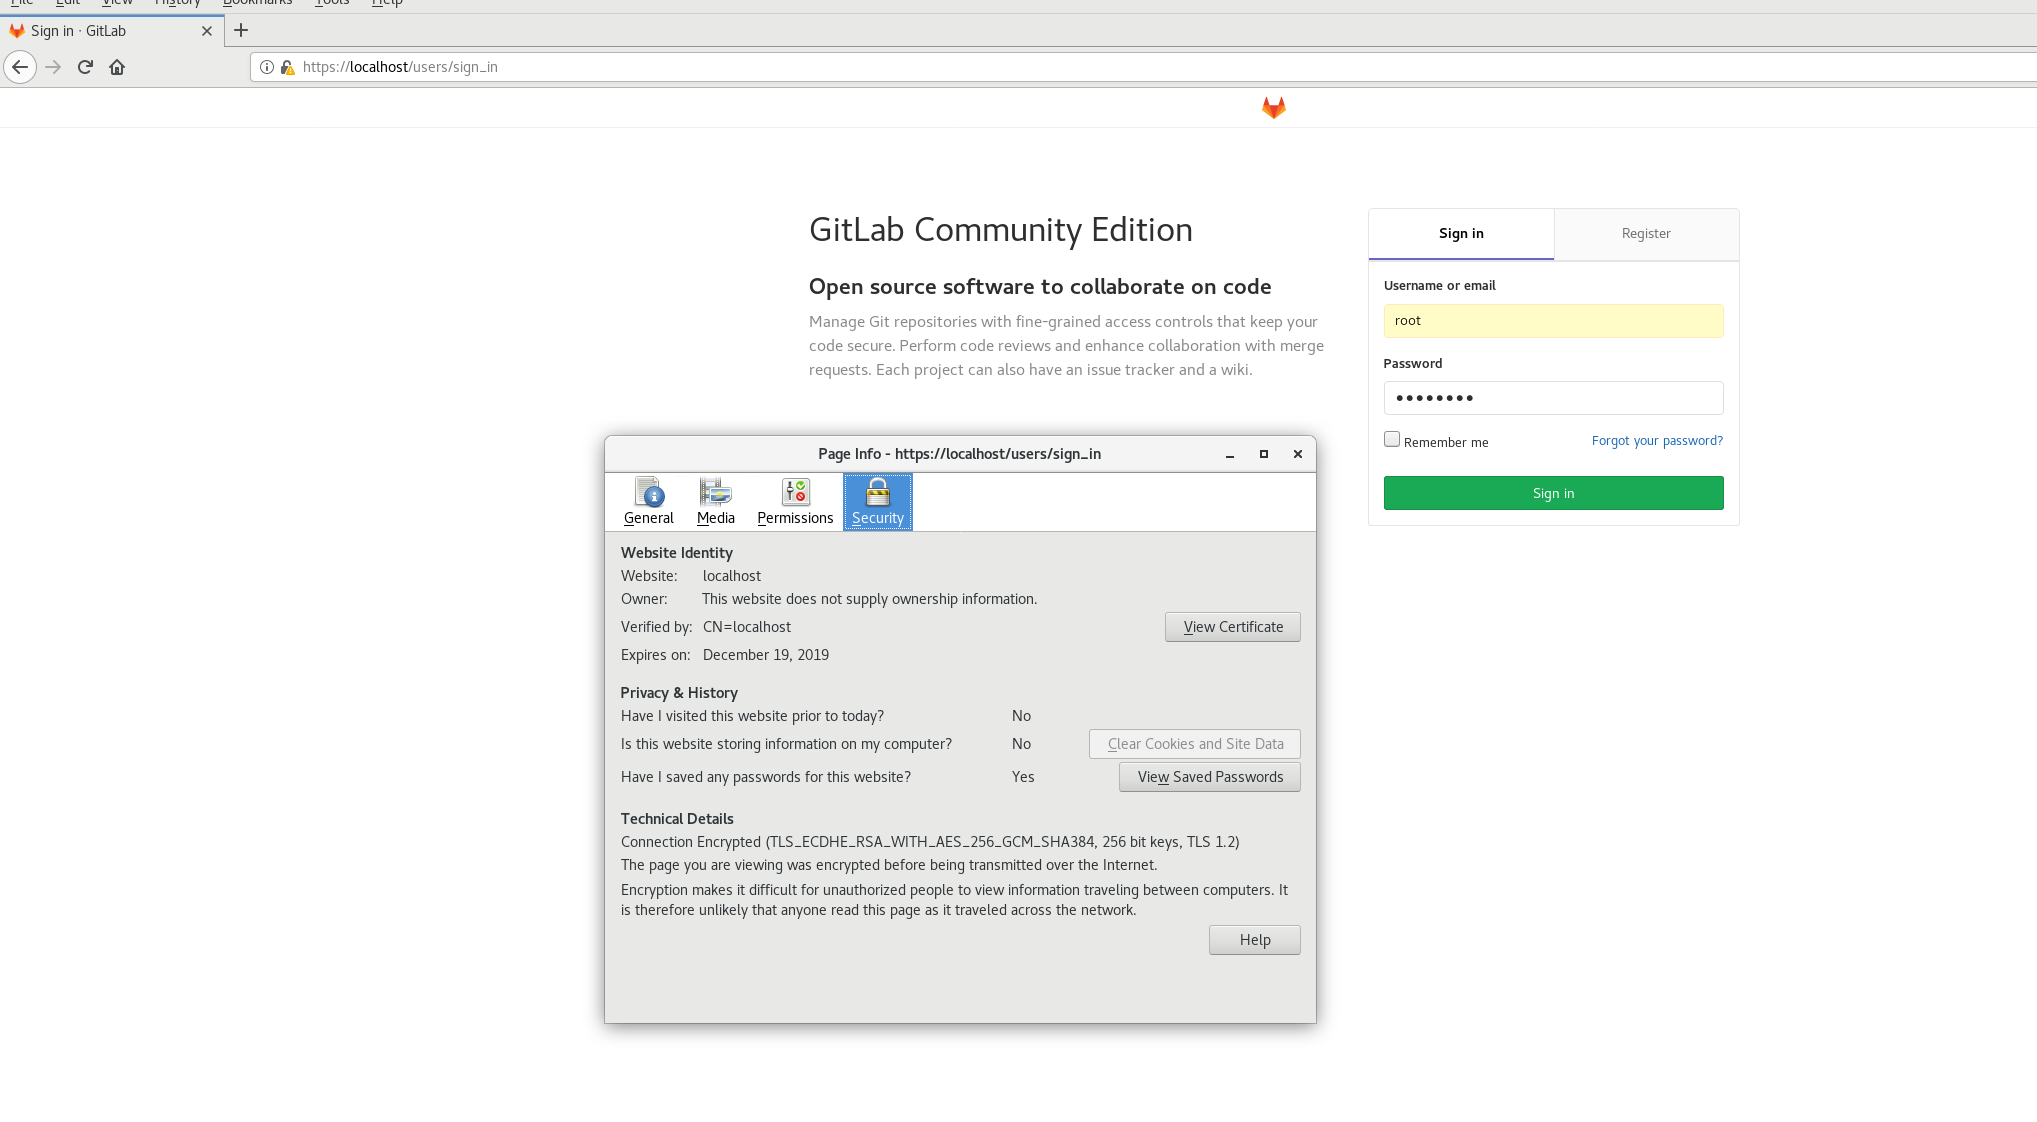 File Edit View History Bookmarks Tools Help
Sign in · GitLab
https://localhost/users/sign_in
GitLab Community Edition
Open source software to collaborate on code
Manage Git repositories with fine-grained access controls that keep your
code secure. Perform code reviews and enhance collaboration with merge
requests. Each project can also have an issue tracker and a wiki.
Sign in
Register
Username or email
root
Password
Remember me
Forgot your password?
Sign in
Page Info - https://localhost/users/sign_in
General Media Permissions Security
Website Identity
Website: localhost
Owner: This website does not supply ownership information.
Verified by: CN=localhost
View Certificate
Expires on: December 19, 2019
Privacy & History
Have I visited this website prior to today? No
Is this website storing information on my computer? No
Clear Cookies and Site Data
Have I saved any passwords for this website? Yes
View Saved Passwords
Technical Details
Connection Encrypted (TLS_ECDHE_RSA_WITH_AES_256_GCM_SHA384, 256 bit keys, TLS 1.2)
The page you are viewing was encrypted before being transmitted over the Internet.
Encryption makes it difficult for unauthorized people to view information traveling between computers. It
is therefore unlikely that anyone read this page as it traveled across the network.
Help